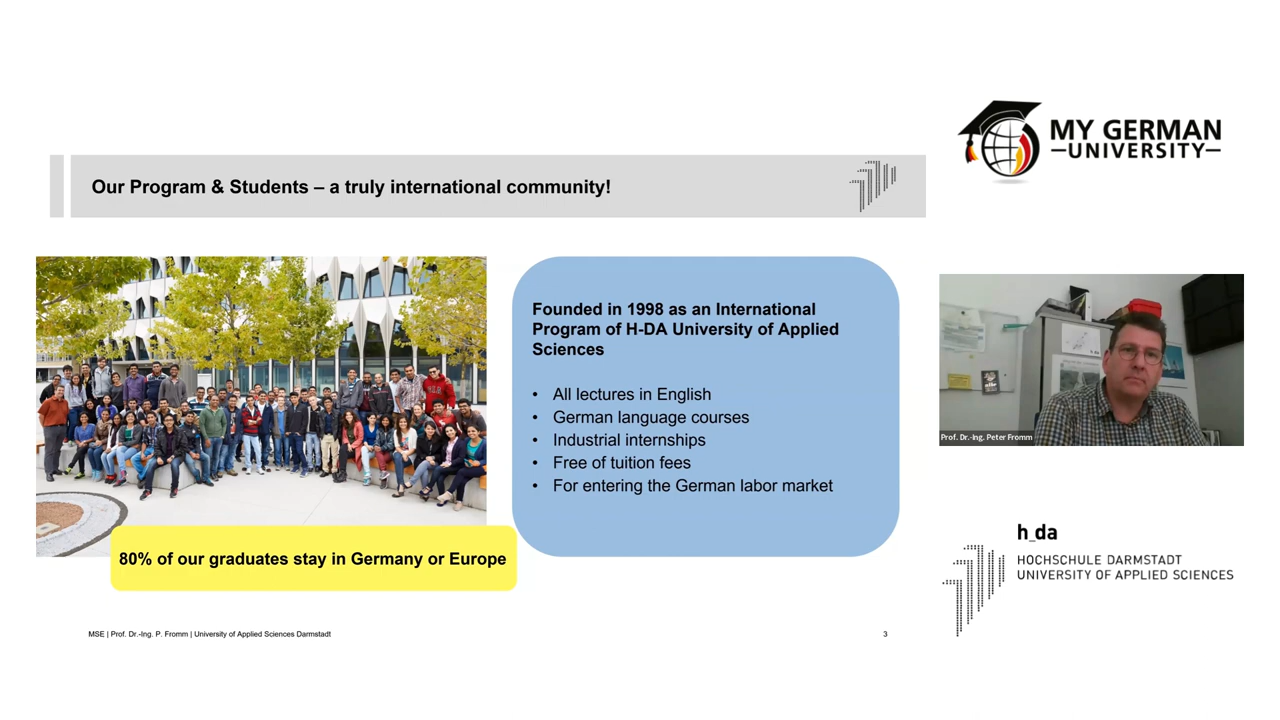 Our Program & Students – a truly international community!
Founded in 1998 as an International
Program of H-DA University of Applied
Sciences
• All lectures in English
• German language courses
• Industrial internships
• Free of tuition fees
• For entering the German labor market
80% of our graduates stay in Germany or Europe
MSE | Prof. Dr.-Ing. P. Fromm | University of Applied Sciences Darmstadt
3
MY GERMAN
UNIVERSITY
Prof. Dr.-Ing. Peter Fromm
h_da
HOCHSCHULE DARMSTADT
UNIVERSITY OF APPLIED SCIENCES